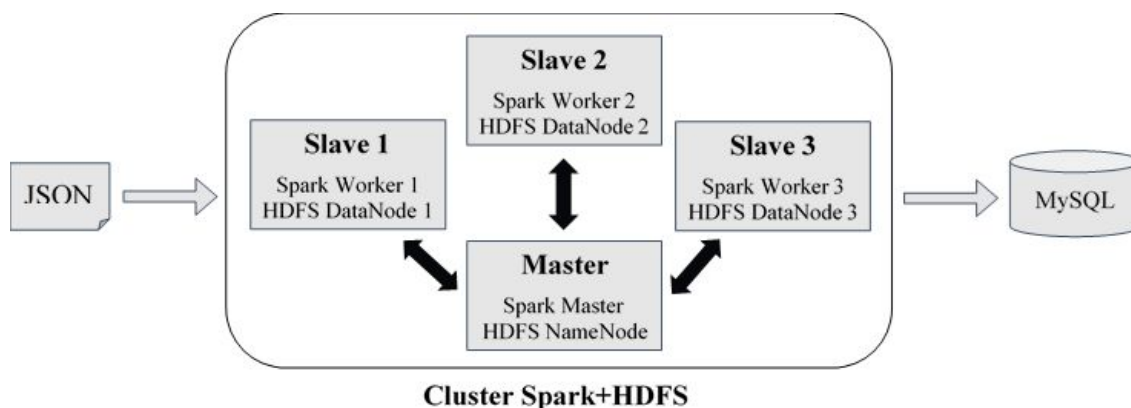 JSON
Slave 1
Spark Worker 1
HDFS DataNode 1
Slave 2
Spark Worker 2
HDFS DataNode 2
Slave 3
Spark Worker 3
HDFS DataNode 3
Master
Spark Master
HDFS NameNode
MySQL
Cluster Spark+HDFS